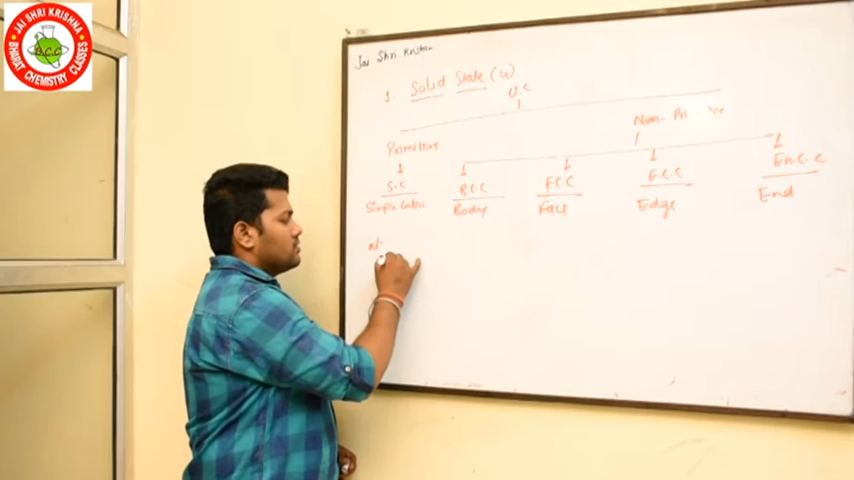 JAI SHRI KRISHNA
B.C.C
BHARAT CHEMISTRY CLASSES
Jai Shri Krishna
1 Solid State (U)
U.C
Primitive
Non-
S.C
B.C.C
F.C.C
E.C.C
En.C.C
Simple Cubic
Body
Face
Edge
End
at